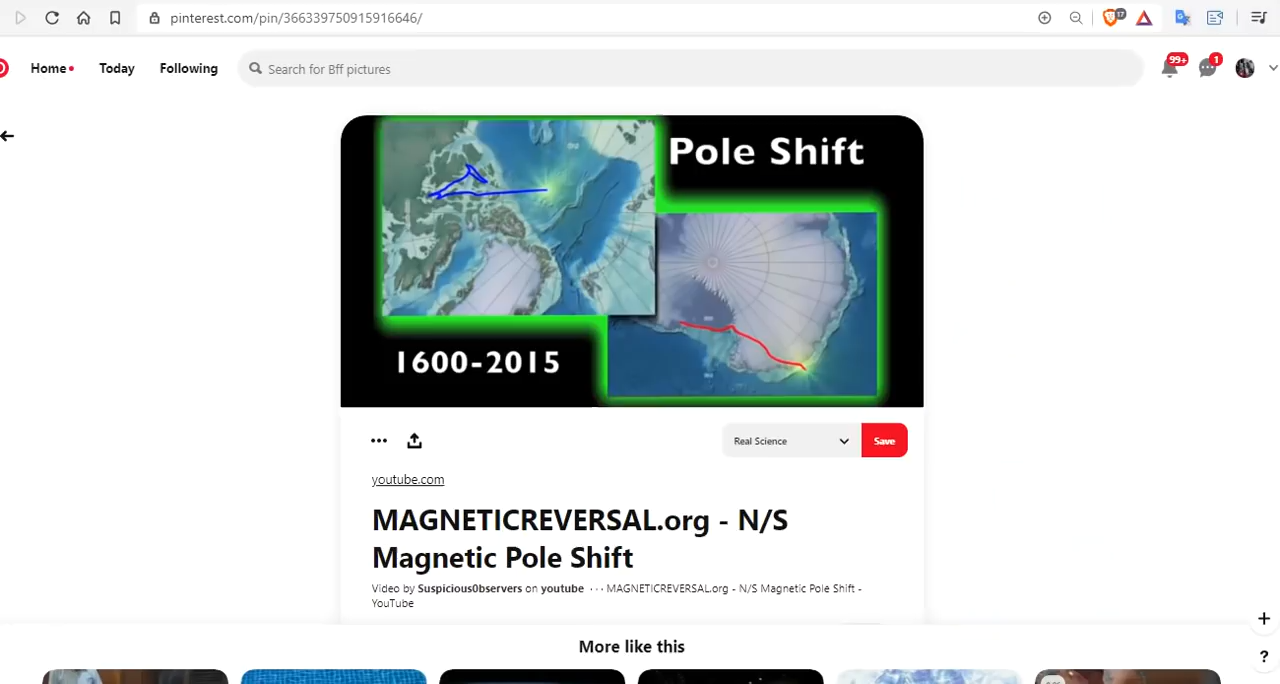 pinterest.com/pin/366339750915916646/
17
Home
Today
Following
Search for Bff pictures
99+
1
Pole Shift
1600-2015
Real Science
Save
youtube.com
MAGNETICREVERSAL.org - N/S
Magnetic Pole Shift
Video by Suspicious0bservers on youtube · · · MAGNETICREVERSAL.org - N/S Magnetic Pole Shift -
YouTube
More like this
+
?